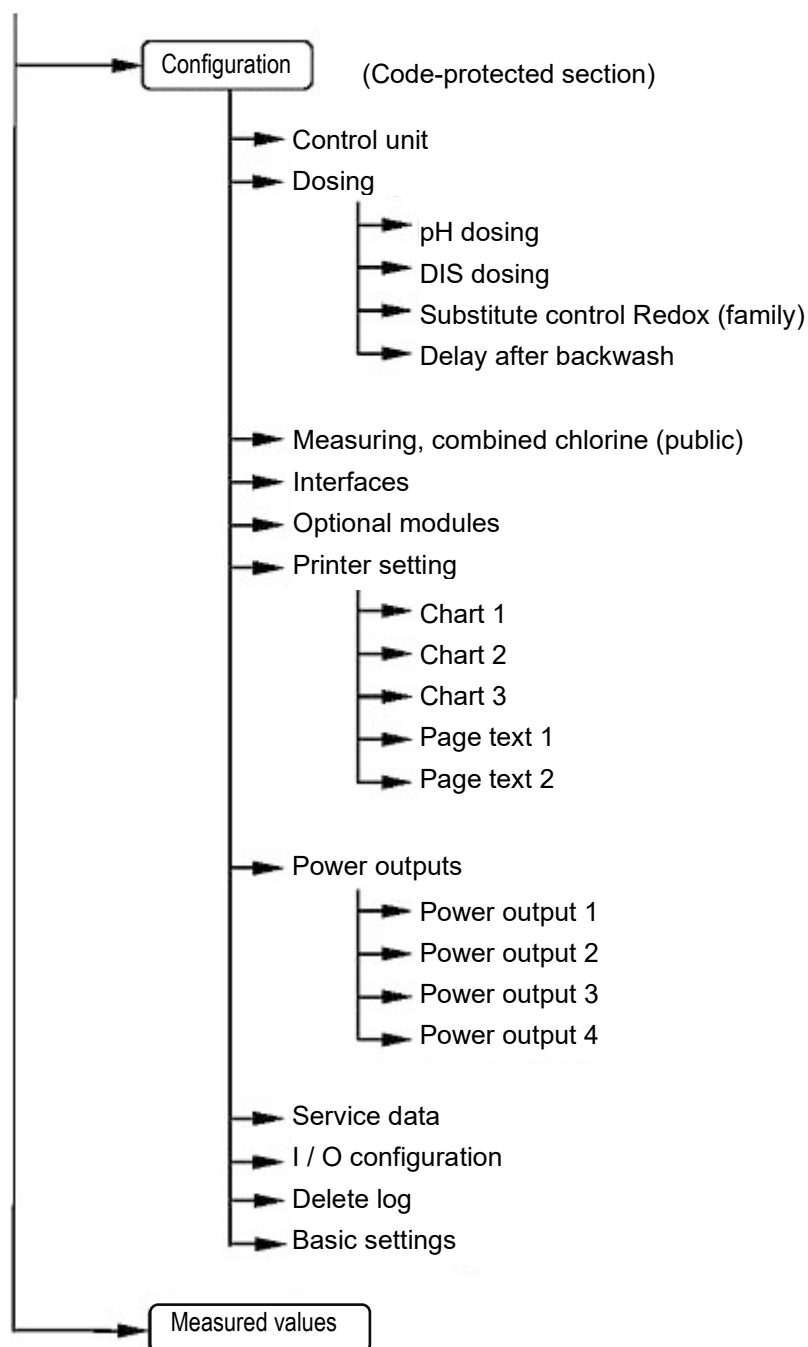 Configuration (Code-protected section)
Control unit
Dosing
pH dosing
DIS dosing
Substitute control Redox (family)
Delay after backwash
Measuring, combined chlorine (public)
Interfaces
Optional modules
Printer setting
Chart 1
Chart 2
Chart 3
Page text 1
Page text 2
Power outputs
Power output 1
Power output 2
Power output 3
Power output 4
Service data
I / O configuration
Delete log
Basic settings
Measured values